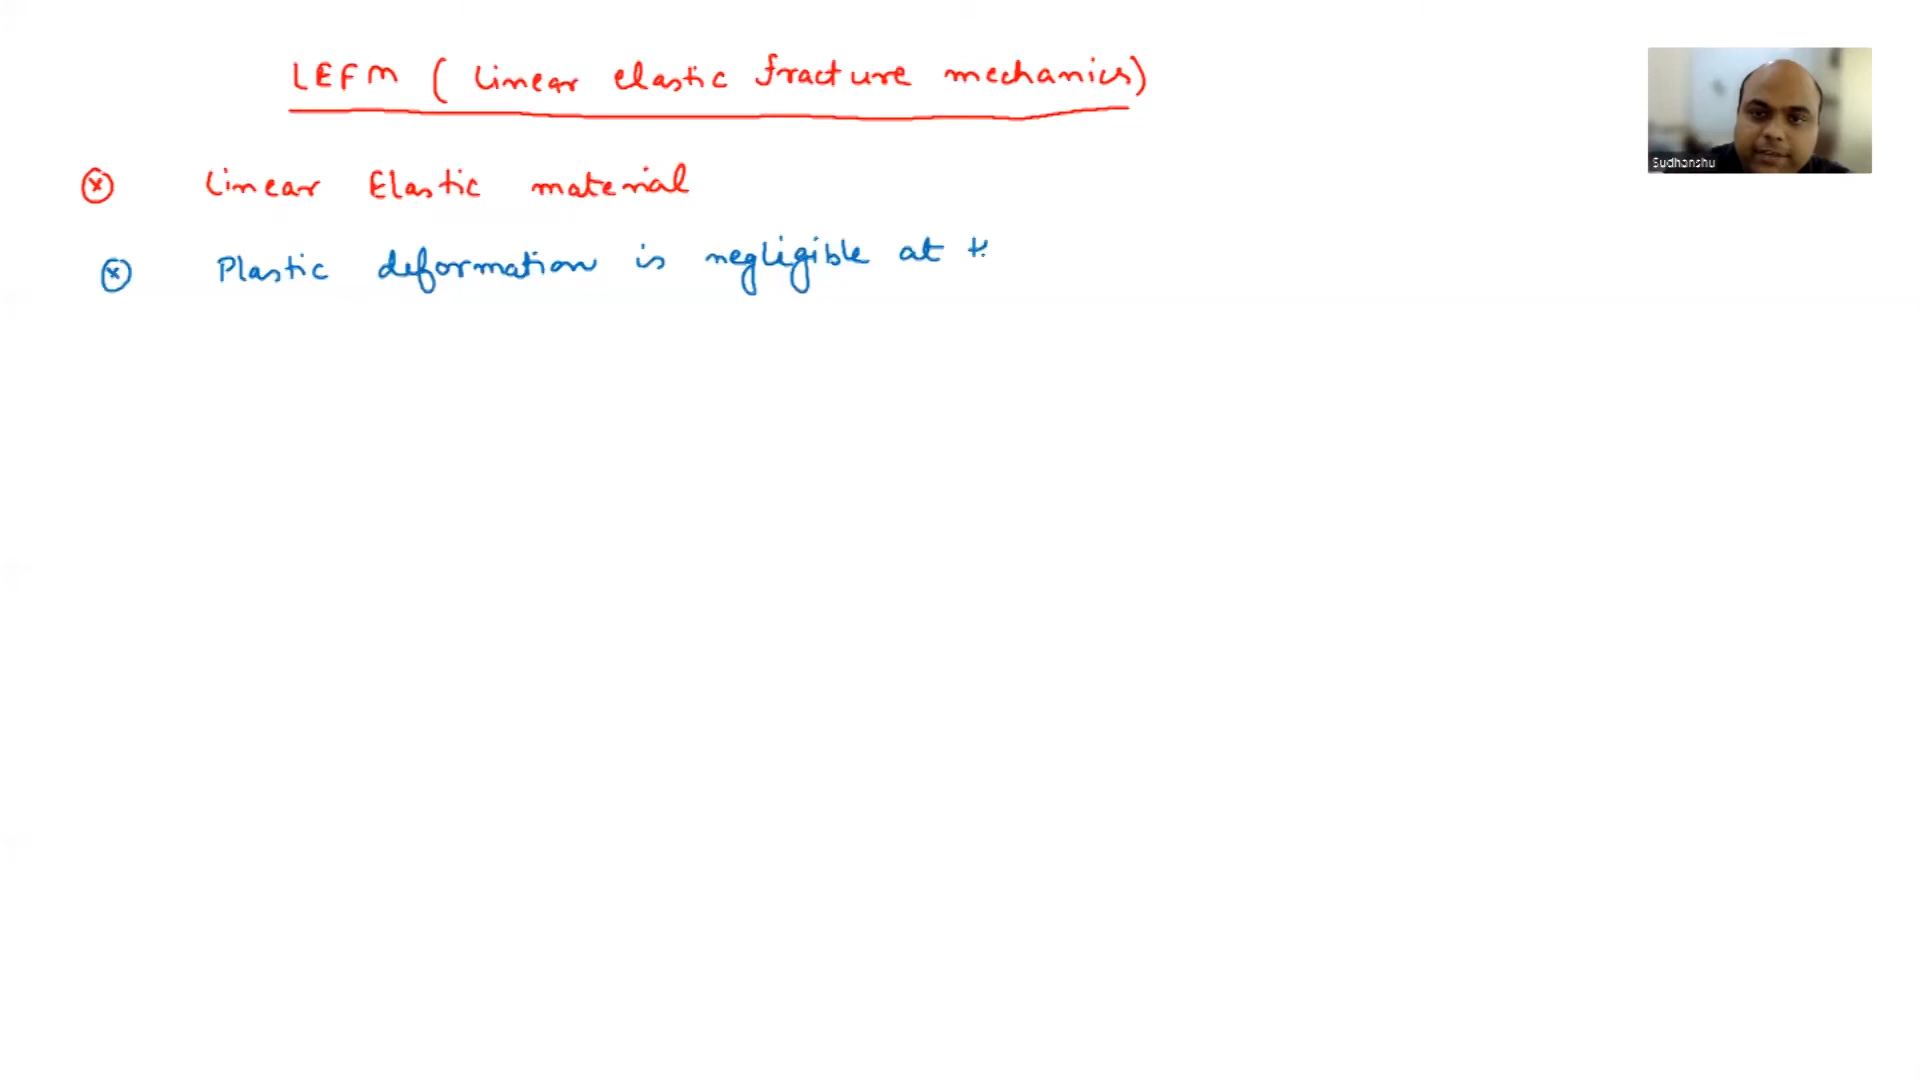 LEFM ( Linear elastic fracture mechanics)
Sudhanshu
Linear Elastic material
Plastic deformation is negligible at